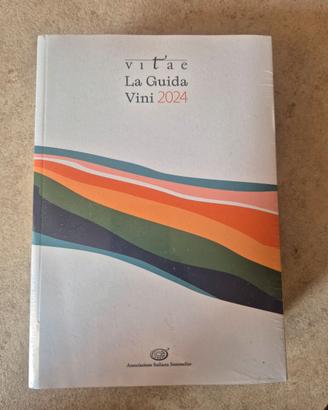 vitae
La Guida
Vini 2024
Associazione Italiana Sommelier